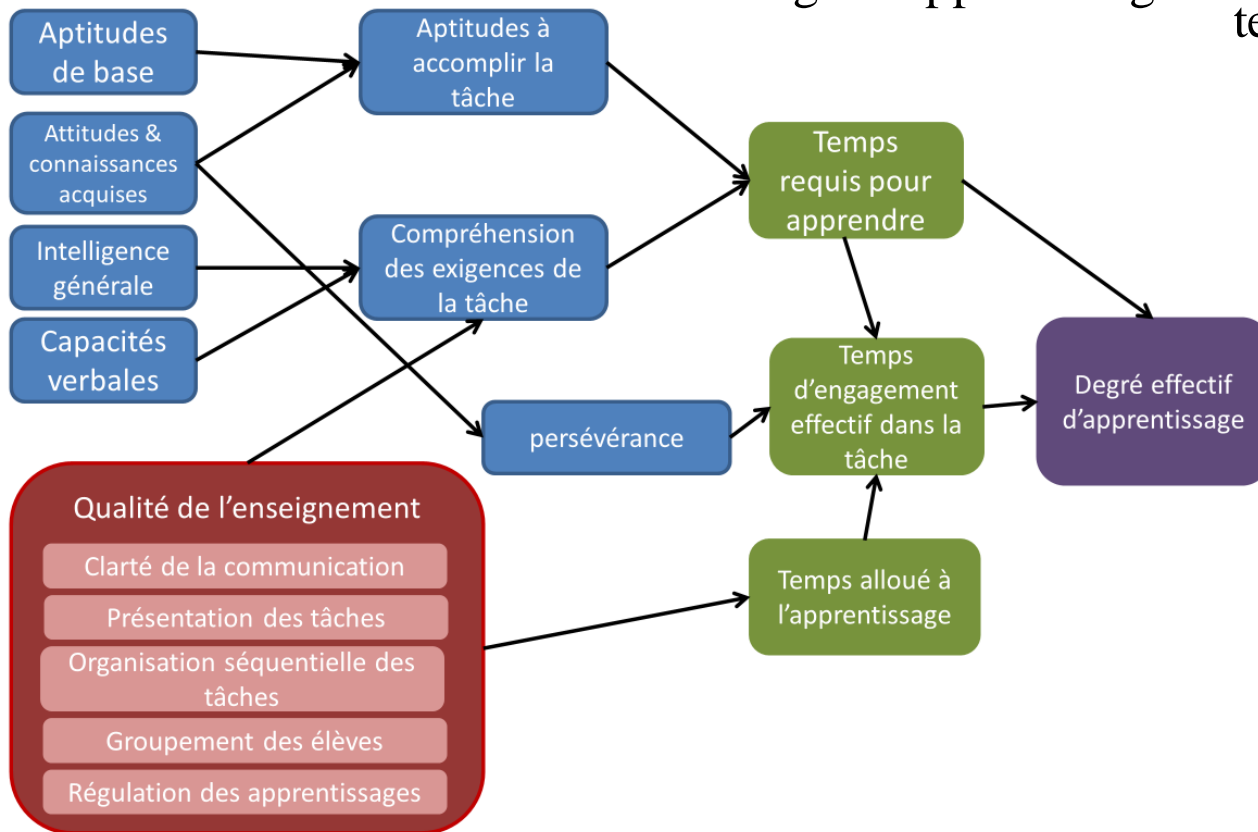 te
Aptitudes
de base
Aptitudes à
accomplir la
tâche
Attitudes &
connaissances
acquises
Temps
requis pour
apprendre
Intelligence
générale
Compréhension
des exigences de
la tâche
Capacités
verbales
Temps
d’engagement
effectif dans la
tâche
Degré effectif
d’apprentissage
persévérance
Qualité de l’enseignement
Clarté de la communication
Présentation des tâches
Organisation séquentielle des
tâches
Groupement des élèves
Régulation des apprentissages
Temps alloué à
l’apprentissage